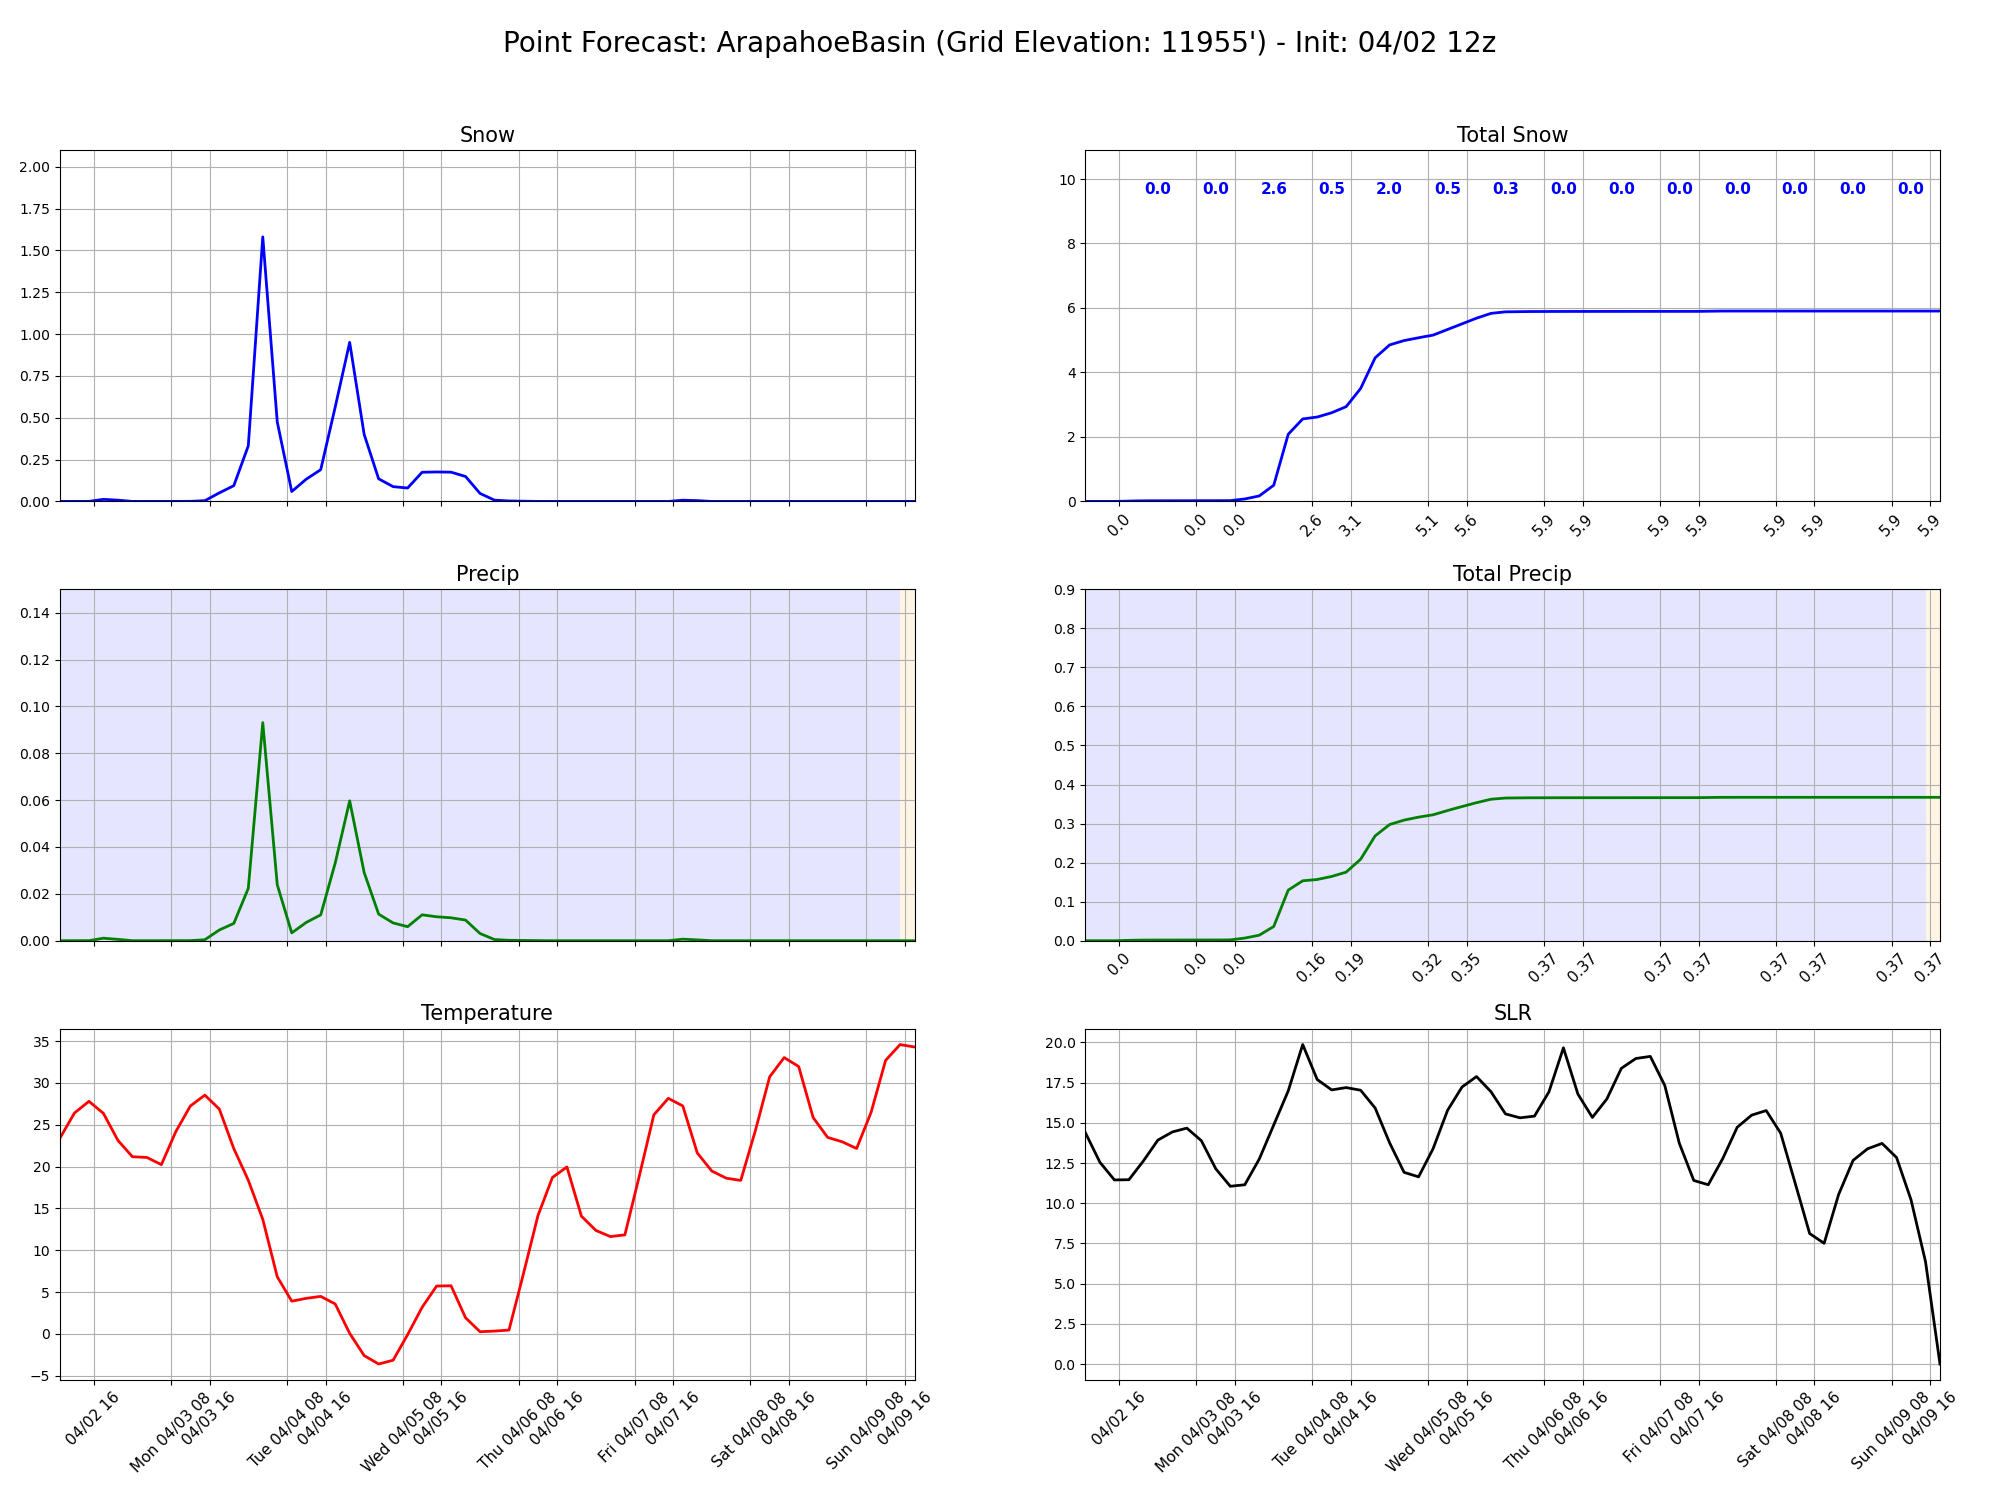 Point Forecast: ArapahoeBasin (Grid Elevation: 11955') - Init: 04/02 12z
Snow
2.00
1.75
1.50
1.25
1.00
0.75
0.50
0.25
0.00
Total Snow
10
8
6
4
2
0
0.0 0.0 2.6 0.5 2.0 0.5 0.3 0.0 0.0 0.0 0.0 0.0 0.0 0.0
0.0 0.0 0.0 2.6 3.1 5.1 5.6 5.9 5.9 5.9 5.9 5.9 5.9 5.9 5.9
Precip
0.14
0.12
0.10
0.08
0.06
0.04
0.02
0.00
Total Precip
0.9
0.8
0.7
0.6
0.5
0.4
0.3
0.2
0.1
0.0
0.0 0.0 0.0 0.16 0.19 0.32 0.35 0.37 0.37 0.37 0.37 0.37 0.37 0.37 0.37
Temperature
35
30
25
20
15
10
5
0
−5
04/02 16
Mon 04/03 08
04/03 16
Tue 04/04 08
04/04 16
Wed 04/05 08
04/05 16
Thu 04/06 08
04/06 16
Fri 04/07 08
04/07 16
Sat 04/08 08
04/08 16
Sun 04/09 08
04/09 16
SLR
20.0
17.5
15.0
12.5
10.0
7.5
5.0
2.5
0.0
04/02 16
Mon 04/03 08
04/03 16
Tue 04/04 08
04/04 16
Wed 04/05 08
04/05 16
Thu 04/06 08
04/06 16
Fri 04/07 08
04/07 16
Sat 04/08 08
04/08 16
Sun 04/09 08
04/09 16